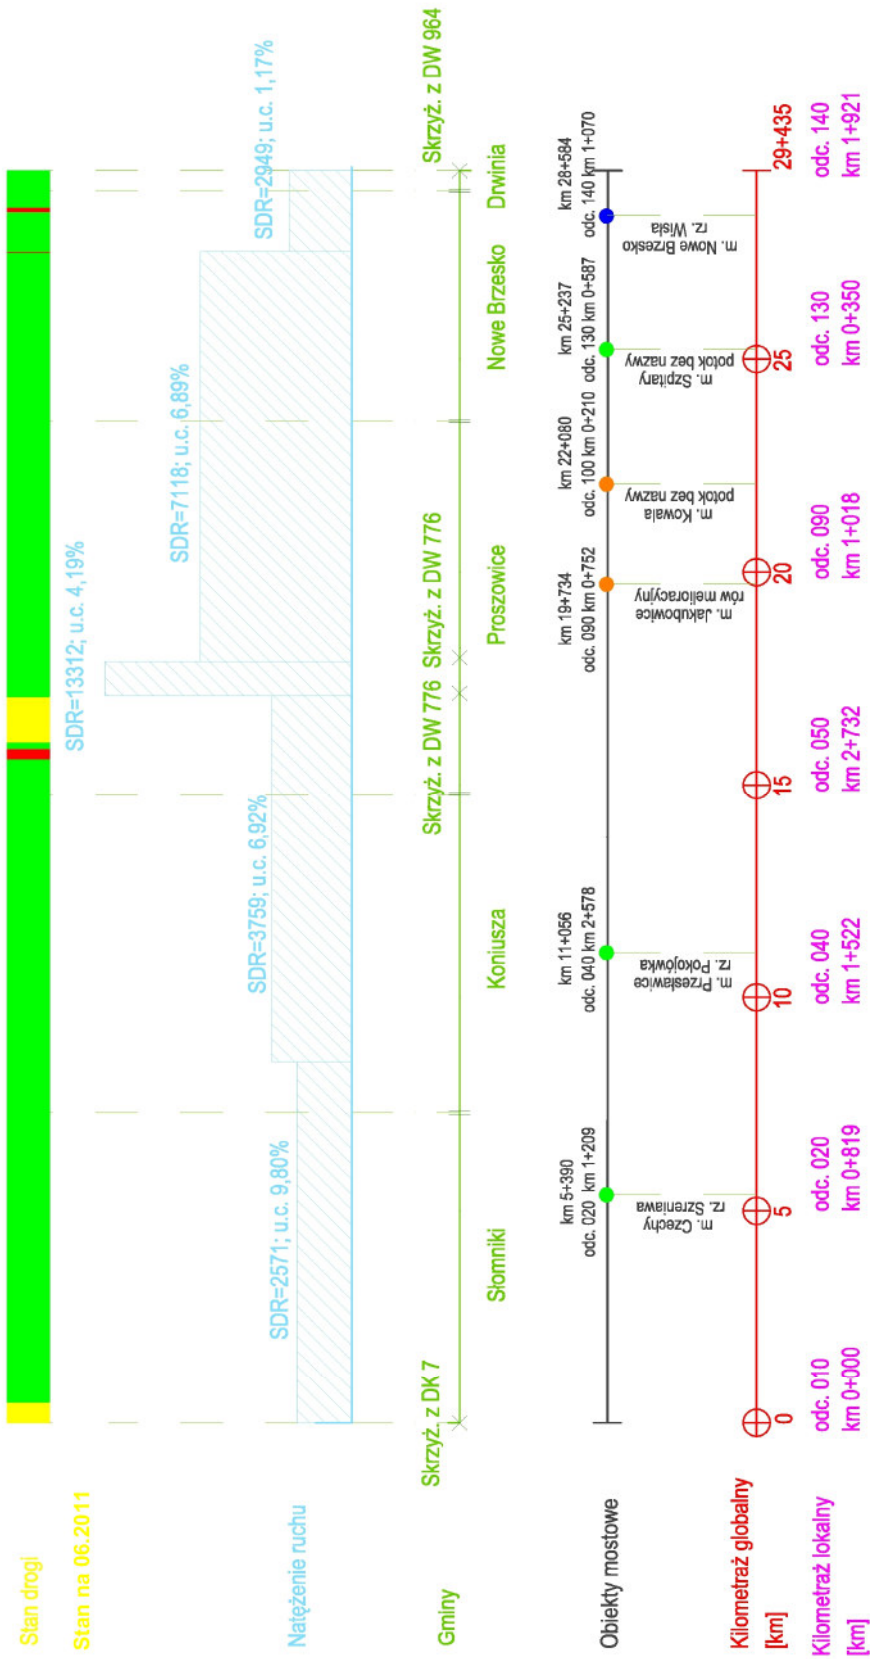 Stan drogi
Stan na 06.2011
Natężenie ruchu
SDR=2571; u.c. 9,80%
SDR=3759; u.c. 6,92%
SDR=13312; u.c. 4,19%
SDR=7118; u.c. 6,89%
SDR=2949; u.c. 1,17%
Gminy
Skrzyż. z DK 7
Skrzyż. z DW 776
Skrzyż. z DW 776
Skrzyż. z DW 964
Słomniki
Koniusza
Proszowice
Nowe Brzesko
Drwinia
Obiekty mostowe
km 5+390
odc. 020 km 1+209
m. Czechy
rz. Szreniawa
km 11+056
odc. 040 km 2+578
m. Przesławice
rz. Pokojówka
km 19+734
odc. 090 km 0+752
m. Jakubowice
rów melioracyjny
km 22+080
odc. 100 km 0+210
m. Kowala
potok bez nazwy
km 25+237
odc. 130 km 0+587
m. Szpitary
potok bez nazwy
km 28+584
odc. 140 km 1+070
m. Nowe Brzesko
rz. Wisła
Kilometraż globalny
[km]
0
5
10
15
20
25
29+435
Kilometraż lokalny
[km]
odc. 010
km 0+000
odc. 020
km 0+819
odc. 040
km 1+522
odc. 050
km 2+732
odc. 090
km 1+018
odc. 130
km 0+350
odc. 140
km 1+921